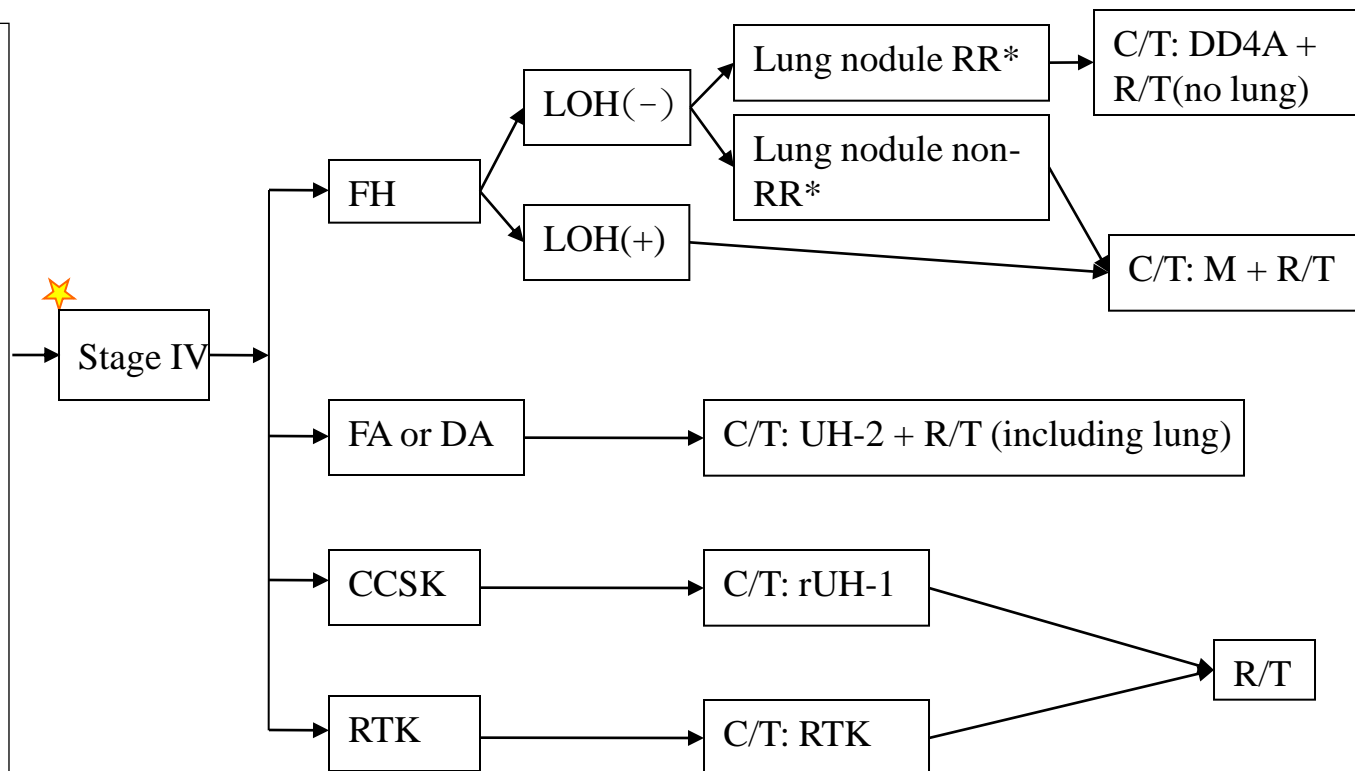 Lung nodule RR*
C/T: DD4A +
R/T(no lung)
LOH(-)
Lung nodule non-
RR*
FH
LOH(+)
C/T: M + R/T
Stage IV
FA or DA
C/T: UH-2 + R/T (including lung)
CCSK
C/T: rUH-1
R/T
RTK
C/T: RTK